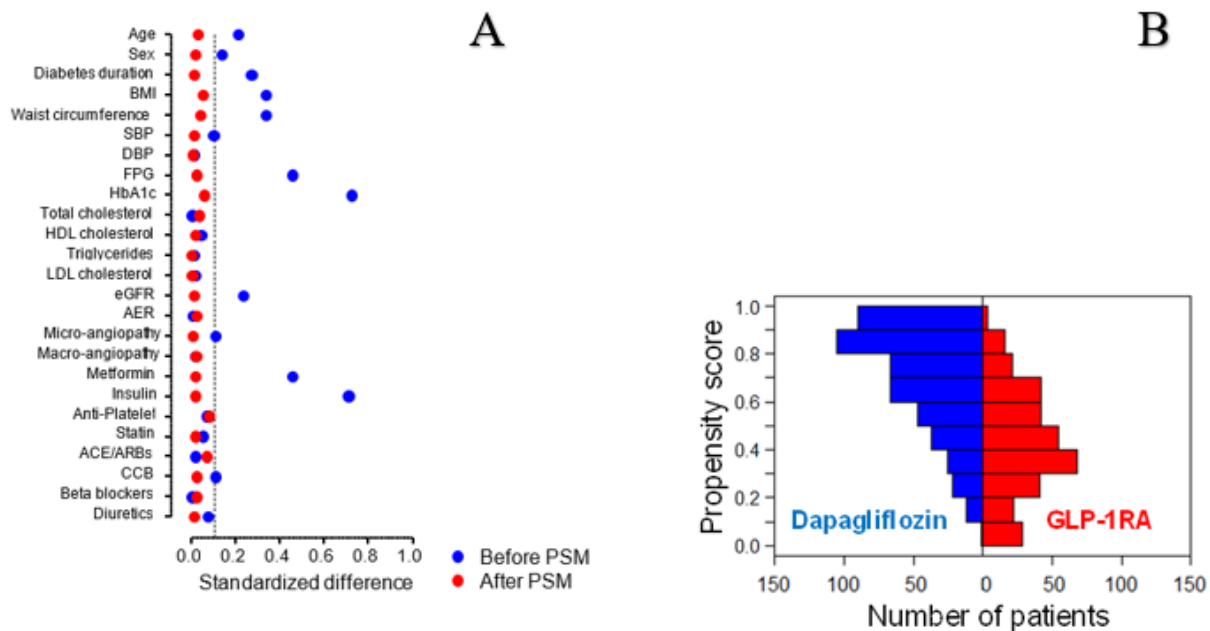 A
Age
Sex
Diabetes duration
BMI
Waist circumference
SBP
DBP
FPG
HbA1c
Total cholesterol
HDL cholesterol
Triglycerides
LDL cholesterol
eGFR
AER
Micro-angiopathy
Macro-angiopathy
Metformin
Insulin
Anti-Platelet
Statin
ACE/ARBs
CCB
Beta blockers
Diuretics
0.0 0.2 0.4 0.6 0.8 1.0
Standardized difference
Before PSM
After PSM
B
Propensity score
1.0
0.8
0.6
0.4
0.2
0.0
Dapagliflozin GLP-1RA
150 100 50 0 50 100 150
Number of patients